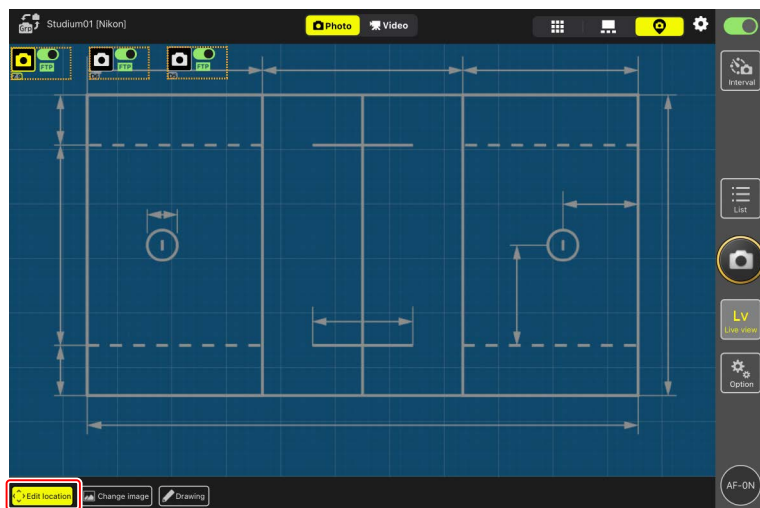 Grp
Studium01 [Nikon]
Photo
Video
FTP
FTP
FTP
Interval
List
Lv
Live view
Option
Edit location
Change image
Drawing
AF-ON